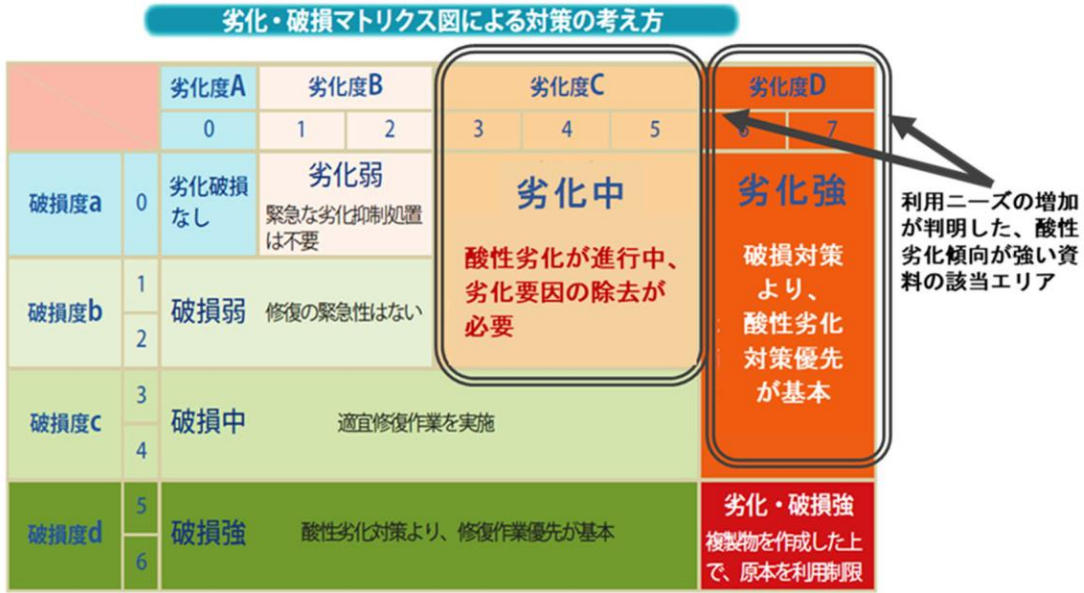 劣化・破損マトリクス図による対策の考え方
劣化度A
劣化度B
劣化度C
劣化度D
0
1
2
3
4
5
6
7
破損度a
0
劣化破損
なし
劣化弱
緊急な劣化抑制処置
は不要
劣化中
酸性劣化が進行中、
劣化要因の除去が
必要
劣化強
破損対策
より、
酸性劣化
対策優先
が基本
利用ニーズの増加
が判明した、酸性
劣化傾向が強い資
料の該当エリア
破損度b
1
2
破損弱
修復の緊急性はない
破損度c
3
4
破損中
適宜修復作業を実施
破損度d
5
6
破損強
酸性劣化対策より、修復作業優先が基本
劣化・破損強
複製物を作成した上
で、原本を利用制限